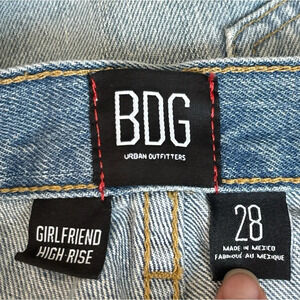 BDG
URBAN OUTFITTERS
GIRLFRIEND
HIGH-RISE
28
MADE IN MEXICO
FABRIQUÉ AU MEXIQUE